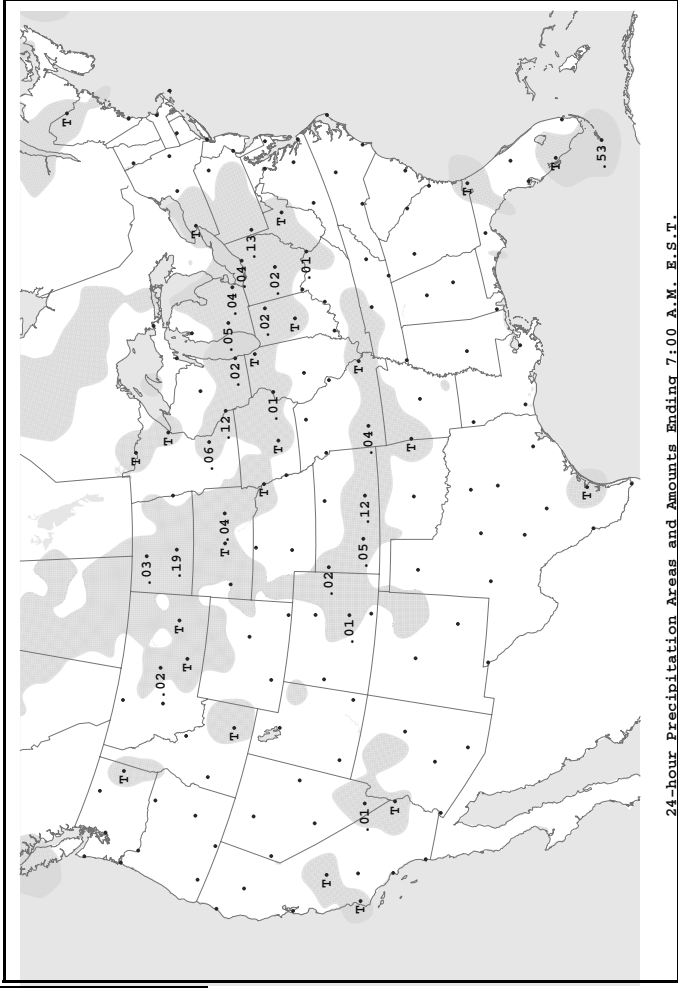 T
T
T
.03
.02
T
.19
T
T
T
.06
.12
T .04
.05
.04
T
.02
.04
.13
T
T
.02
.01
.02
T
T
T
.01
T
.02
.01
T
T
.05
.12
.01
.04
T
T
T
T
T
.53
24-hour Precipitation Areas and Amounts Ending 7:00 A.M. E.S.T.